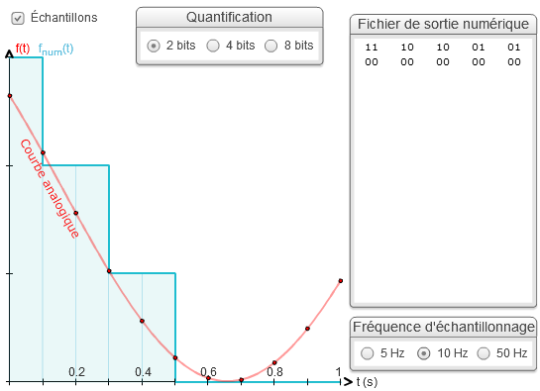 Échantillons
Quantification
2 bits 4 bits 8 bits
Fichier de sortie numérique
11 10 10 01 01
00 00 00 00 00
f(t) fnum(t)
Courbe analogique
0.2 0.4 0.6 0.8 1 t (s)
Fréquence d'échantillonnage
5 Hz 10 Hz 50 Hz